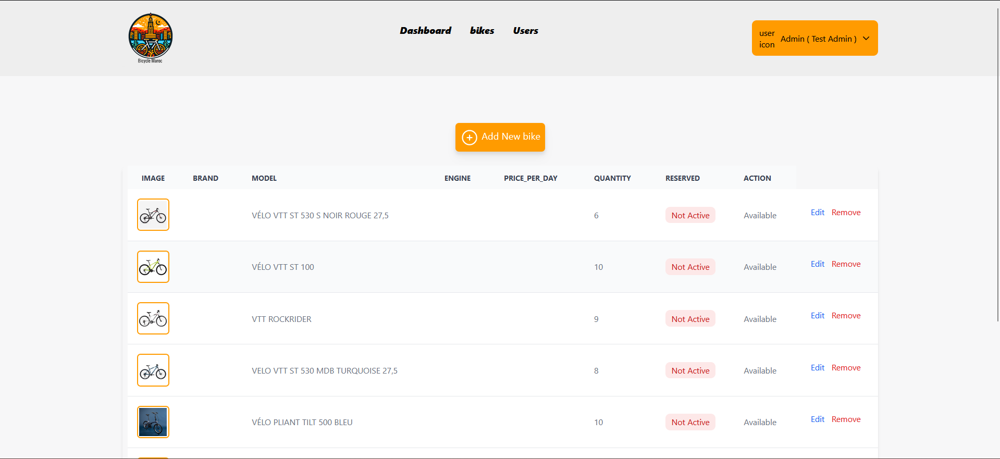 Bicycle Maroc
Dashboard bikes Users
user icon Admin ( Test Admin )
Add New bike
IMAGE BRAND MODEL ENGINE PRICE_PER_DAY QUANTITY RESERVED ACTION
VÉLO VTT ST 530 S NOIR ROUGE 27,5 6 Not Active Available Edit Remove
VÉLO VTT ST 100 10 Not Active Available Edit Remove
VTT ROCKRIDER 9 Not Active Available Edit Remove
VELO VTT ST 530 MDB TURQUOISE 27,5 8 Not Active Available Edit Remove
VÉLO PLIANT TILT 500 BLEU 10 Not Active Available Edit Remove